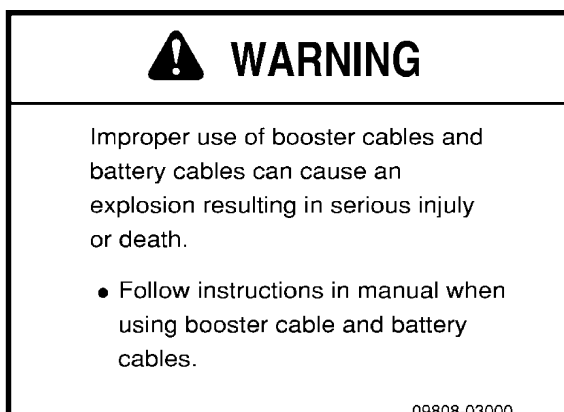 WARNING
Improper use of booster cables and
battery cables can cause an
explosion resulting in serious injuly
or death.
● Follow instructions in manual when
using booster cable and battery
cables.
09808-03000